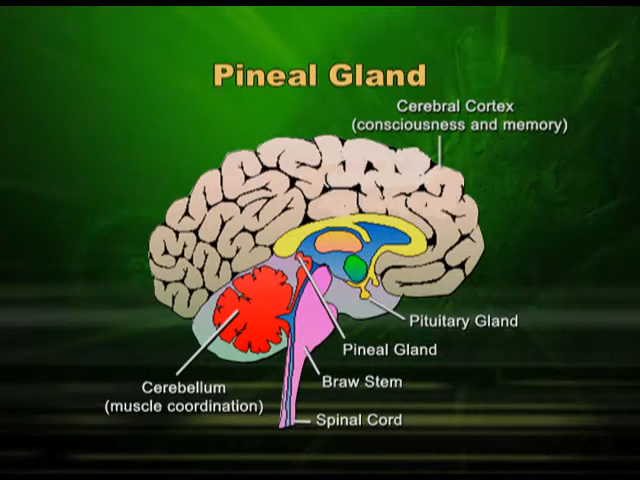 Pineal Gland
Cerebral Cortex
(consciousness and memory)
Pituitary Gland
Pineal Gland
Braw Stem
Cerebellum
(muscle coordination)
Spinal Cord